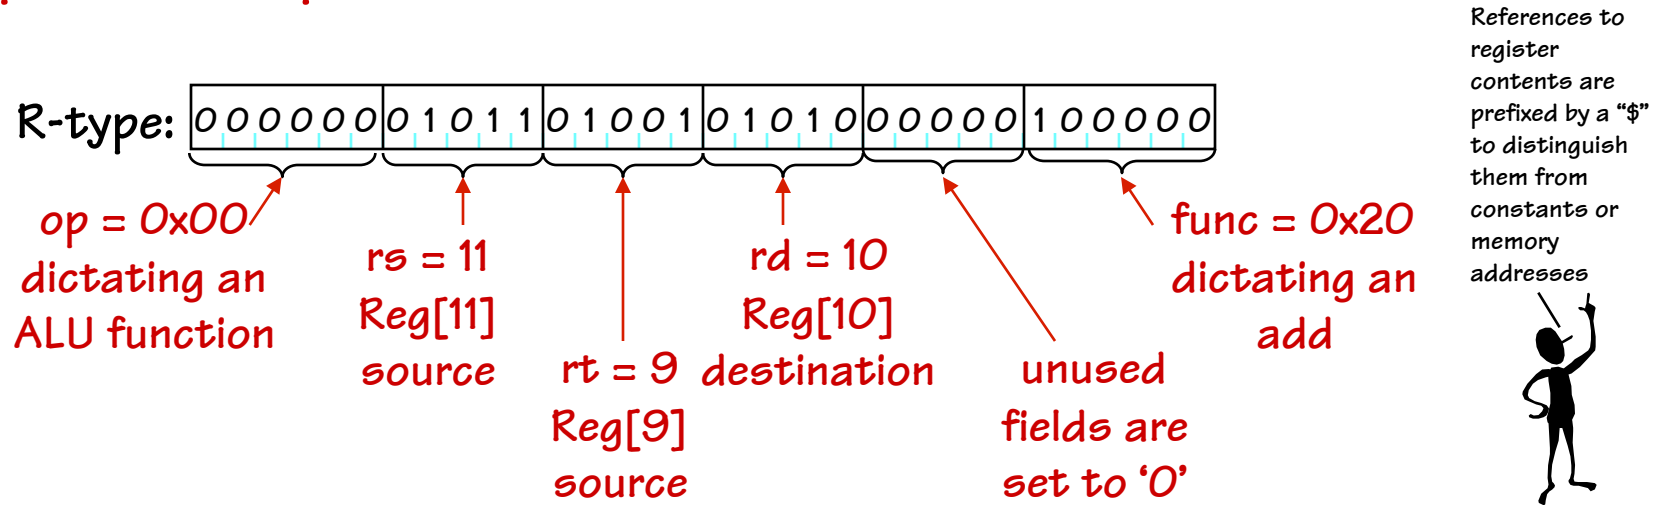 References to
register
contents are
prefixed by a “$”
to distinguish
them from
constants or
memory
addresses
R-type: 000000 01011 01001 01010 00000 100000
op = 0x00
dictating an
ALU function
rs = 11
Reg[11]
source
rt = 9
Reg[9]
source
rd = 10
Reg[10]
destination
unused
fields are
set to ‘0’
func = 0x20
dictating an
add